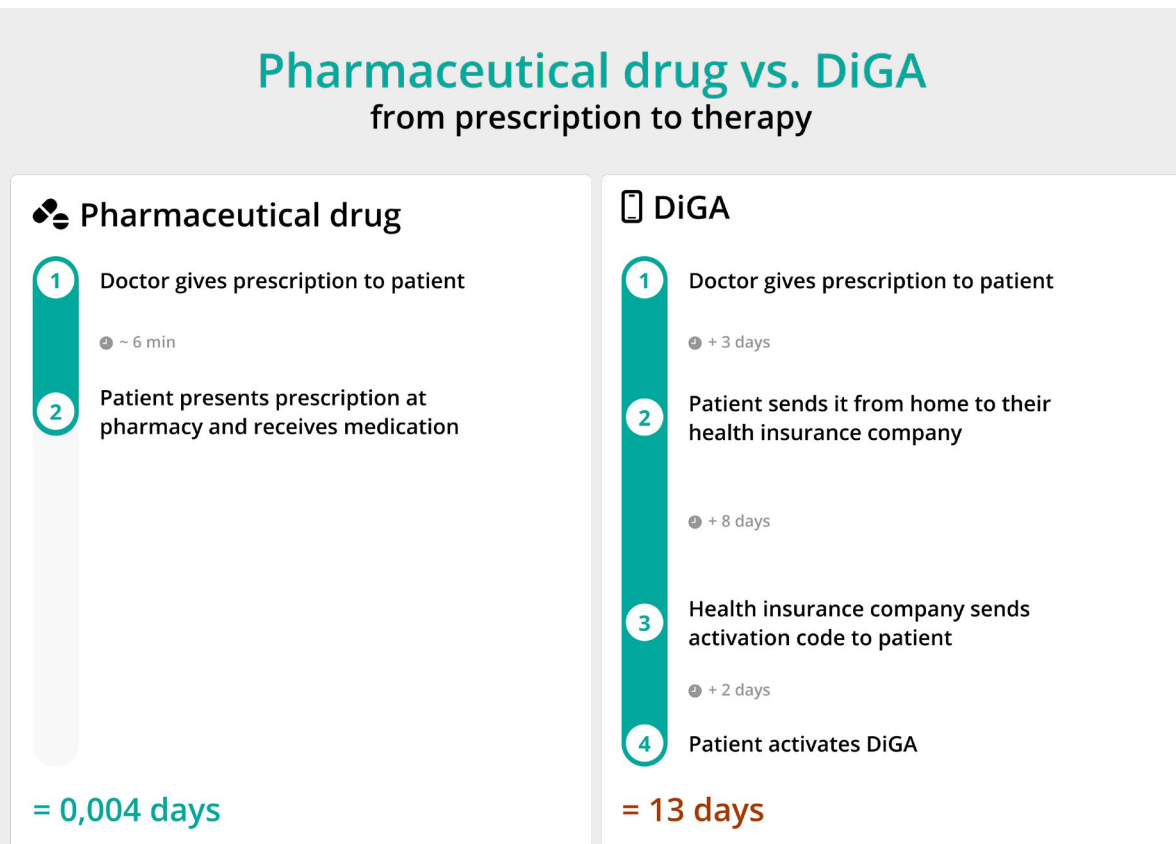 Pharmaceutical drug vs. DiGA
from prescription to therapy
Pharmaceutical drug
1
Doctor gives prescription to patient
~ 6 min
2
Patient presents prescription at
pharmacy and receives medication
= 0,004 days
DiGA
1
Doctor gives prescription to patient
+ 3 days
2
Patient sends it from home to their
health insurance company
+ 8 days
3
Health insurance company sends
activation code to patient
+ 2 days
4
Patient activates DiGA
= 13 days